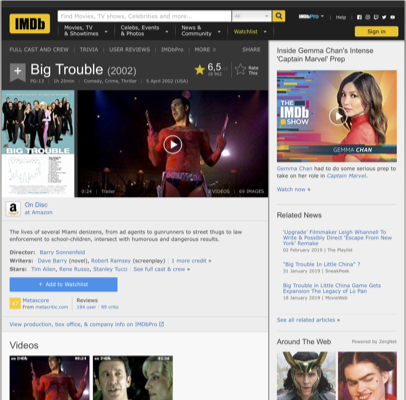 IMDb
Find Movies, TV shows, Celebrities and more...
All
IMDbPro
Help
Movies, TV & Showtimes
Celebs, Events & Photos
News & Community
Watchlist
Sign in
FULL CAST AND CREW | TRIVIA | USER REVIEWS | IMDbPro | MORE
SHARE
Big Trouble (2002)
PG-13 | 1h 25min | Comedy, Crime, Thriller | 5 April 2002 (USA)
6,5
Rate This
BIG TROUBLE
0:24 | Trailer
VIDEOS | 69 IMAGES
On Disc
at Amazon
The lives of several Miami denizens, from ad agents to gunrunners to street thugs to law
enforcement to school-children, intersect with humorous and dangerous results.
Director: Barry Sonnenfeld
Writers: Dave Barry (novel), Robert Ramsey (screenplay) | 1 more credit »
Stars: Tim Allen, Rene Russo, Stanley Tucci | See full cast & crew »
+ Add to Watchlist
Metascore
From metacritic.com
Reviews
View production, box office, & company info on IMDbPro
Videos
Inside Gemma Chan's Intense
'Captain Marvel' Prep
THE IMDb SHOW
GEMMA CHAN
Gemma Chan had to do some serious prep
to take on her role in Captain Marvel.
Watch now »
Related News
'Upgrade' Filmmaker Leigh Whannell To
Write & Possibly Direct 'Escape From New
York' Remake
02 February 2019 | The Playlist
"Big Trouble In Little China" ?
31 January 2019 | SneakPeek
Big Trouble in Little China Game Gets
Expansion The Legacy of Lo Pan
18 January 2019 | MovieWeb
See all related articles »
Around The Web
Powered by ZergNet